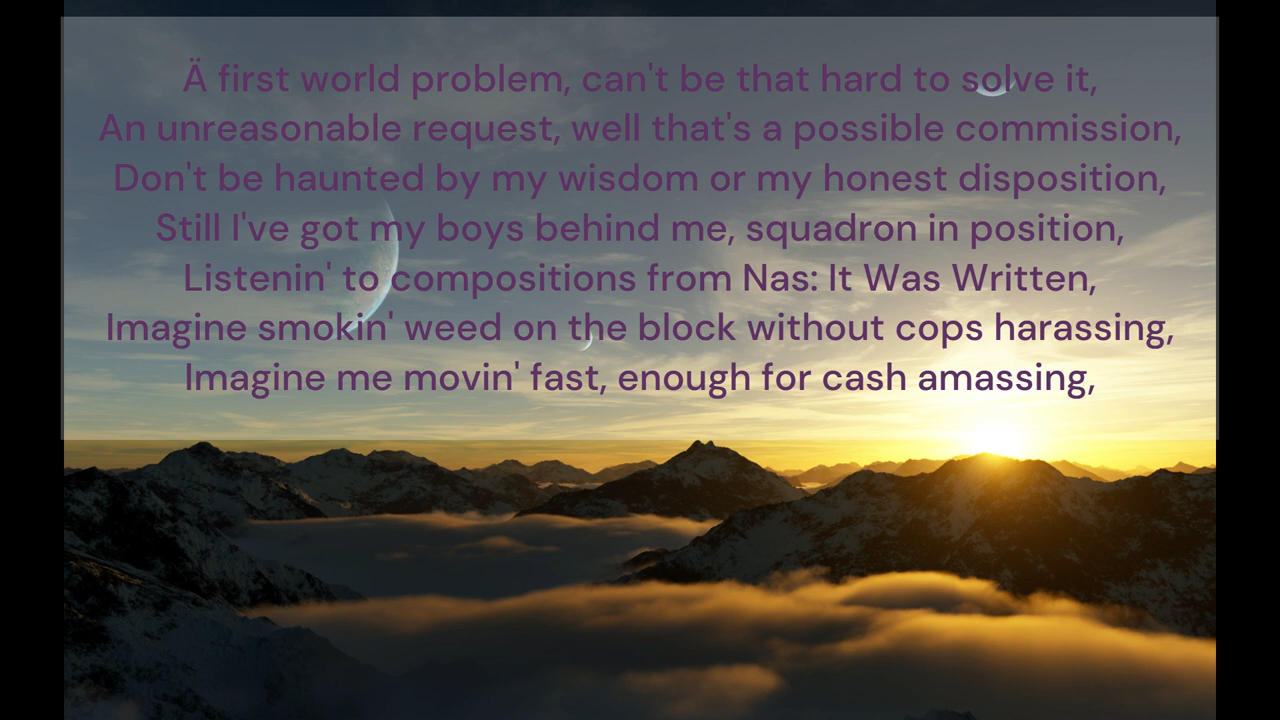 Ä first world problem, can't be that hard to solve it,
An unreasonable request, well that's a possible commission,
Don't be haunted by my wisdom or my honest disposition,
Still I've got my boys behind me, squadron in position,
Listenin' to compositions from Nas: It Was Written,
Imagine smokin' weed on the block without cops harassing,
Imagine me movin' fast, enough for cash amassing,